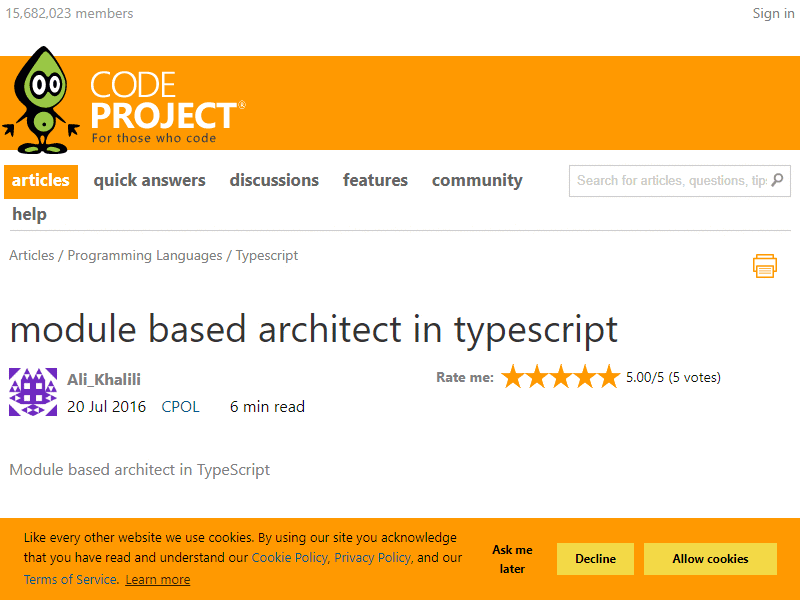 15,682,023 members
Sign in
CODE
PROJECT®
For those who code
articles quick answers discussions features community
Search for articles, questions, tip
help
Articles / Programming Languages / Typescript
module based architect in typescript
Ali_Khalili
Rate me: 5.00/5 (5 votes)
20 Jul 2016 CPOL 6 min read
Module based architect in TypeScript
Like every other website we use cookies. By using our site you acknowledge
that you have read and understand our Cookie Policy, Privacy Policy, and our
Terms of Service. Learn more
Ask me
later
Decline
Allow cookies